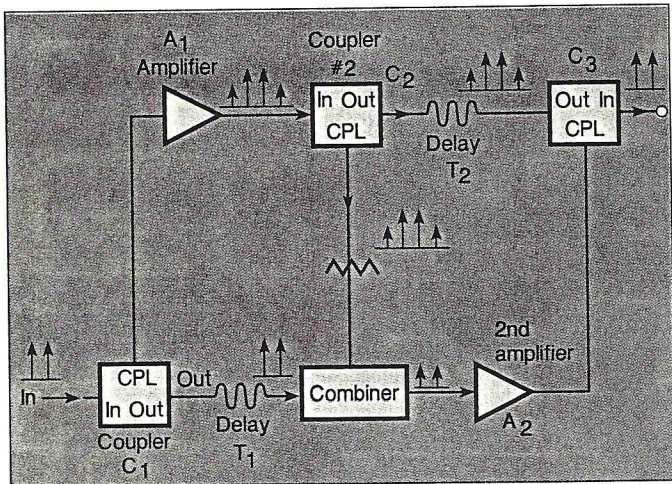 A1
Amplifier
Coupler
#2
In Out
CPL
C2
Delay
T2
C3
Out In
CPL
2nd
amplifier
A2
In
CPL
In Out
Out
Coupler
C1
Delay
T1
Combiner